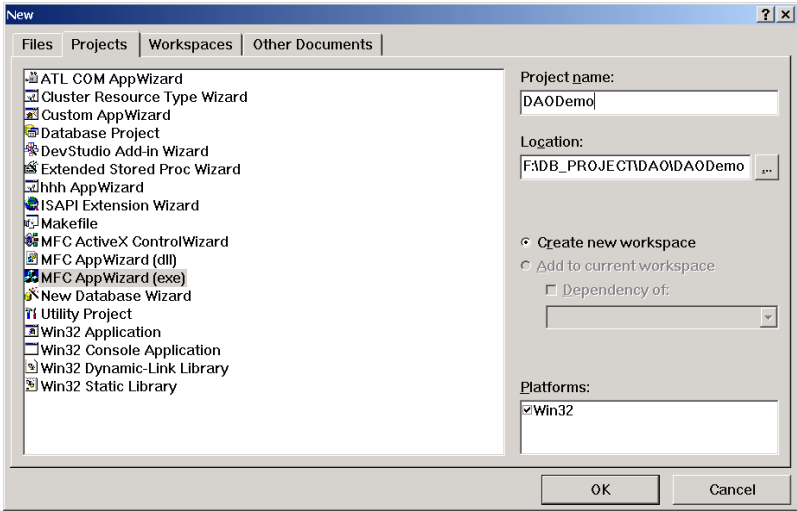 New
Files Projects Workspaces Other Documents
ATL COM AppWizard
Cluster Resource Type Wizard
Custom AppWizard
Database Project
DevStudio Add-in Wizard
Extended Stored Proc Wizard
hhh AppWizard
ISAPI Extension Wizard
Makefile
MFC ActiveX ControlWizard
MFC AppWizard (dll)
MFC AppWizard (exe)
New Database Wizard
Utility Project
Win32 Application
Win32 Console Application
Win32 Dynamic-Link Library
Win32 Static Library
Project name:
DAODemo
Location:
F:\DB_PROJECT\DAO\DAODemo
...
Create new workspace
Add to current workspace
Dependency of:
Platforms:
Win32
OK Cancel